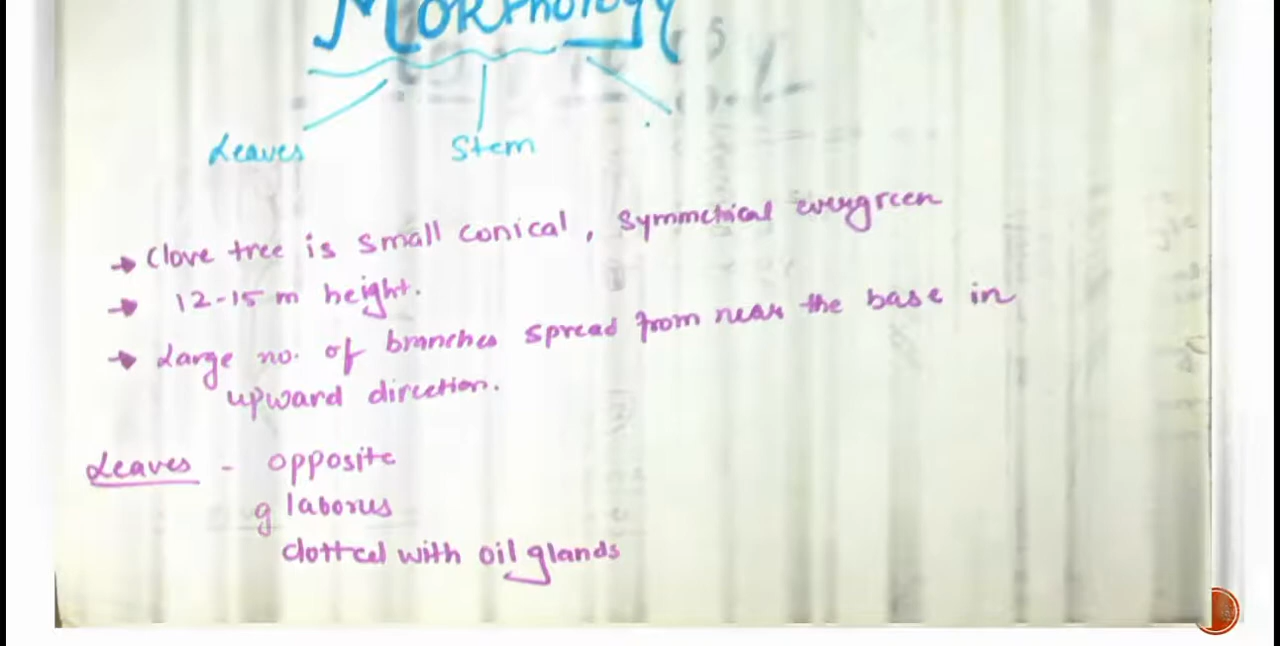 Morphology
Leaves Stem
→ Clove tree is small conical, symmetrical evergreen
→ 12-15 m height.
→ Large no. of branches spread from near the base in
upward direction.
Leaves - opposite
glaborus
dotted with oil glands